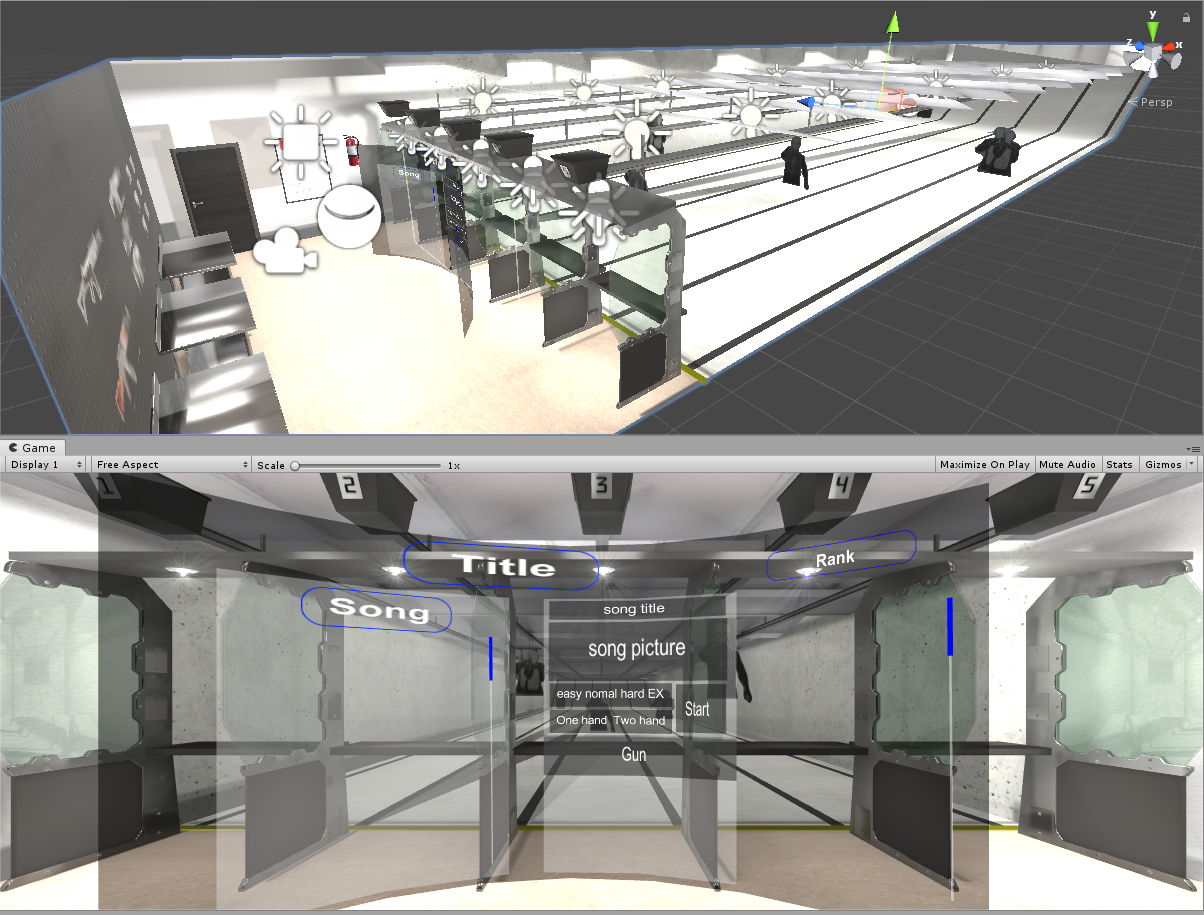 y
z
x
Persp
Song
Game
Display 1
Free Aspect
Scale
1x
Maximize On Play
Mute Audio
Stats
Gizmos
1
2
3
4
5
Title
Rank
Song
song title
song picture
easy nomal hard EX
Start
One hand Two hand
Gun